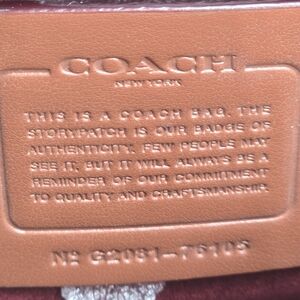 COACH
NEW YORK
THIS IS A COACH BAG. THE
STORYPATCH IS OUR BADGE OF
AUTHENTICITY. FEW PEOPLE MAY
SEE IT, BUT IT WILL ALWAYS BE A
REMINDER OF OUR COMMITMENT
TO QUALITY AND CRAFTSMANSHIP.
Nº G2081-76105